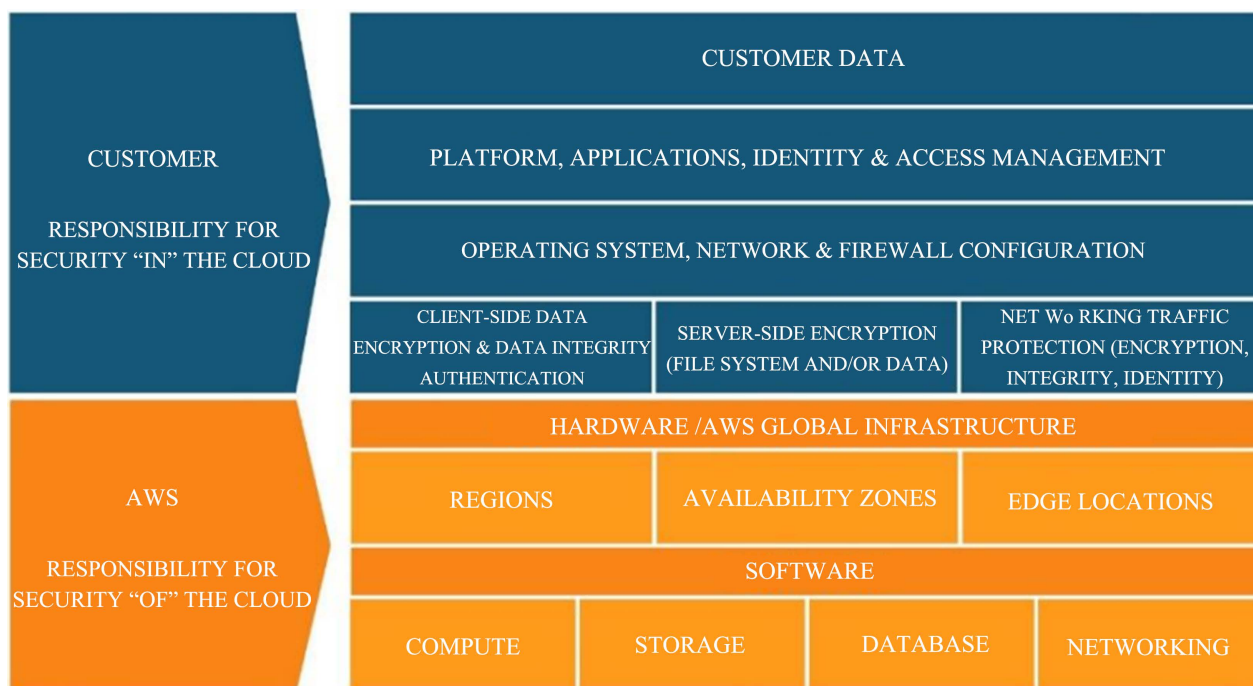 CUSTOMER
RESPONSIBILITY FOR
SECURITY “IN” THE CLOUD
CUSTOMER DATA
PLATFORM, APPLICATIONS, IDENTITY & ACCESS MANAGEMENT
OPERATING SYSTEM, NETWORK & FIREWALL CONFIGURATION
CLIENT-SIDE DATA
ENCRYPTION & DATA INTEGRITY
AUTHENTICATION
SERVER-SIDE ENCRYPTION
(FILE SYSTEM AND/OR DATA)
NET Wo RKING TRAFFIC
PROTECTION (ENCRYPTION,
INTEGRITY, IDENTITY)
AWS
RESPONSIBILITY FOR
SECURITY “OF” THE CLOUD
HARDWARE /AWS GLOBAL INFRASTRUCTURE
REGIONS
AVAILABILITY ZONES
EDGE LOCATIONS
SOFTWARE
COMPUTE
STORAGE
DATABASE
NETWORKING